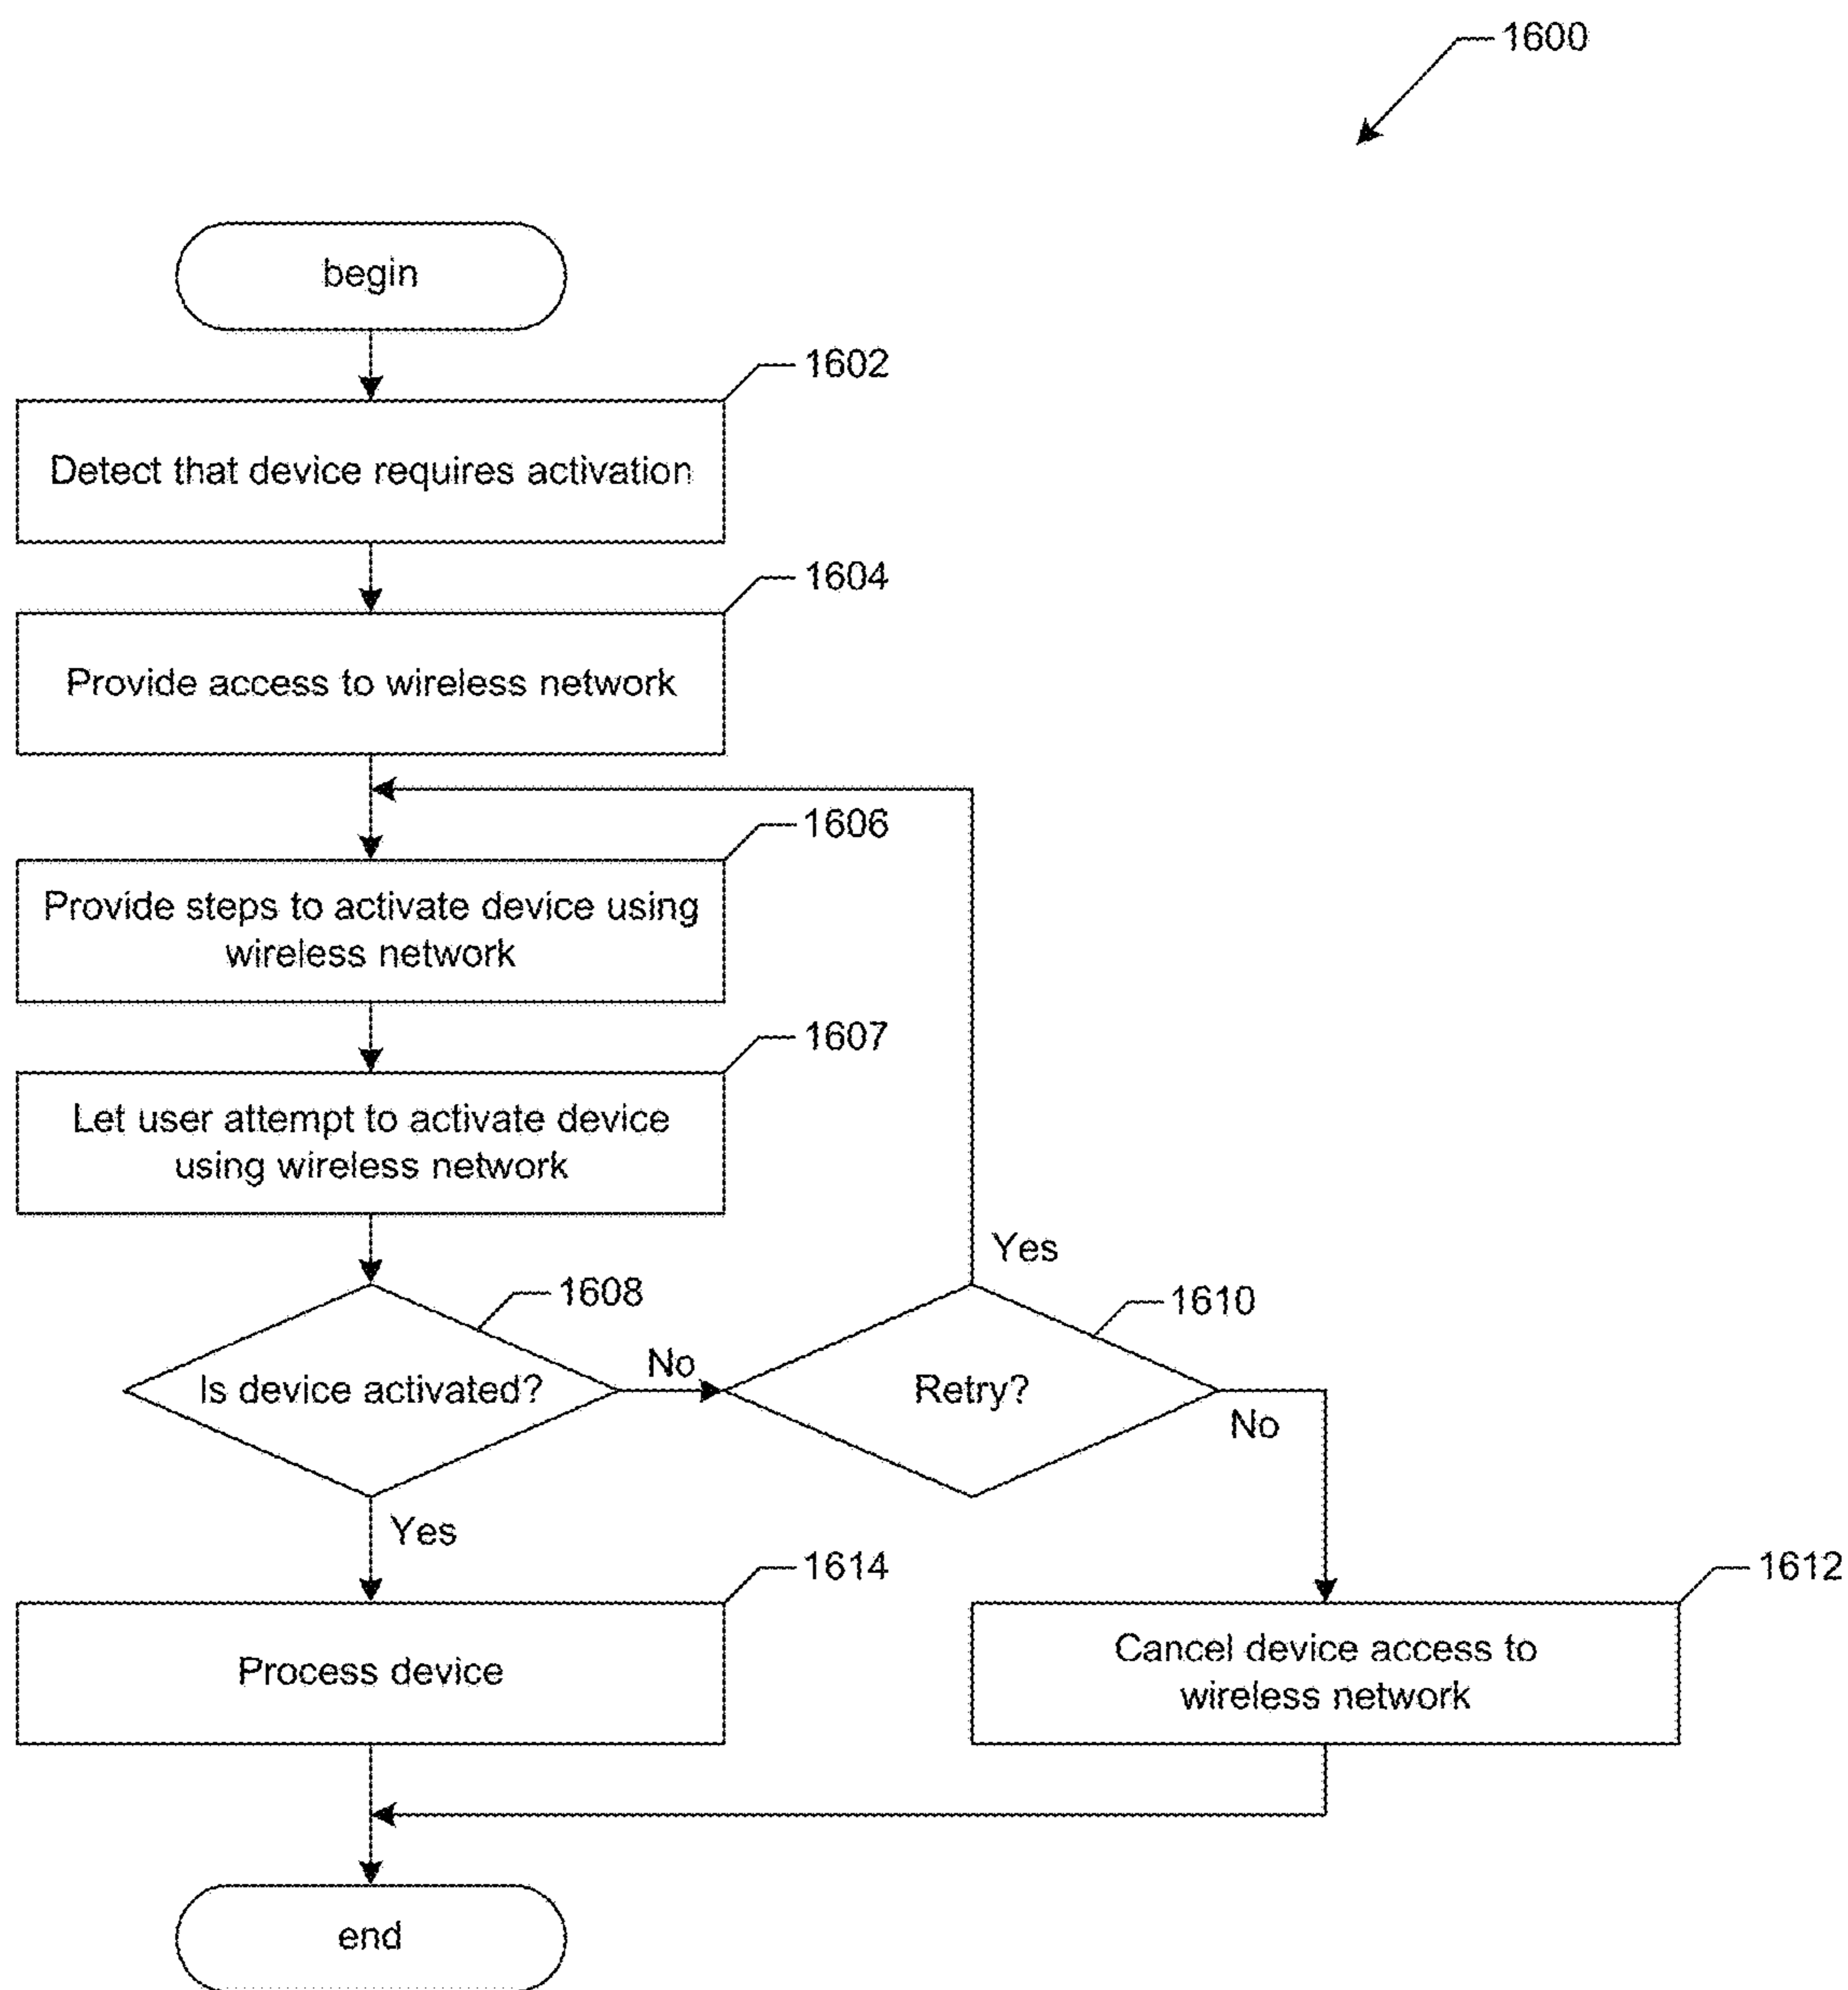 1600
begin
1602
Detect that device requires activation
1604
Provide access to wireless network
1606
Provide steps to activate device using
wireless network
1607
Let user attempt to activate device
using wireless network
Yes
1608
1610
Is device activated?
No
Retry?
No
Yes
1614
1612
Process device
Cancel device access to
wireless network
end